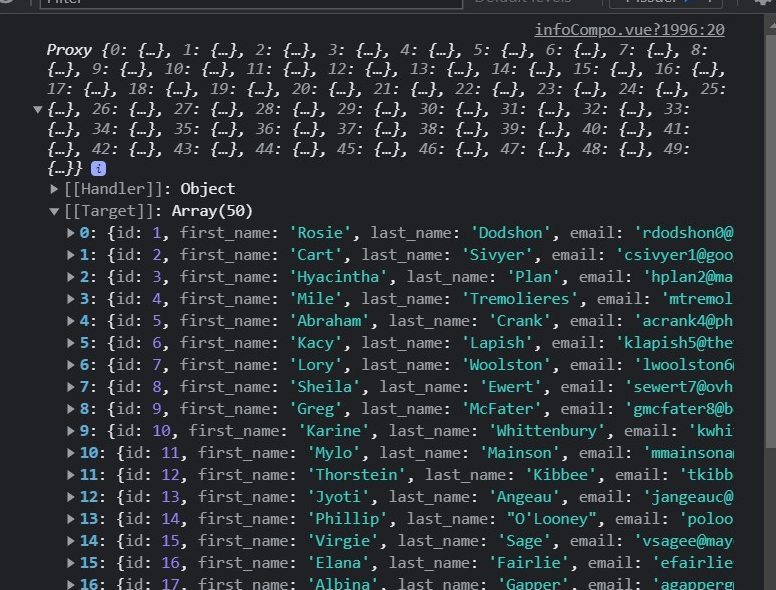 Default levels
infoCompo.vue?1996:20
Proxy {0: {…}, 1: {…}, 2: {…}, 3: {…}, 4: {…}, 5: {…}, 6: {…}, 7: {…}, 8:
{…}, 9: {…}, 10: {…}, 11: {…}, 12: {…}, 13: {…}, 14: {…}, 15: {…}, 16: {…},
17: {…}, 18: {…}, 19: {…}, 20: {…}, 21: {…}, 22: {…}, 23: {…}, 24: {…}, 25:
{…}, 26: {…}, 27: {…}, 28: {…}, 29: {…}, 30: {…}, 31: {…}, 32: {…}, 33:
{…}, 34: {…}, 35: {…}, 36: {…}, 37: {…}, 38: {…}, 39: {…}, 40: {…}, 41:
{…}, 42: {…}, 43: {…}, 44: {…}, 45: {…}, 46: {…}, 47: {…}, 48: {…}, 49:
{…}} i
[[Handler]]: Object
[[Target]]: Array(50)
0: {id: 1, first_name: 'Rosie', last_name: 'Dodshon', email: 'rdodshon0@
1: {id: 2, first_name: 'Cart', last_name: 'Sivyer', email: 'csivyer1@goo
2: {id: 3, first_name: 'Hyacintha', last_name: 'Plan', email: 'hplan2@ma
3: {id: 4, first_name: 'Mile', last_name: 'Tremolieres', email: 'mtremol
4: {id: 5, first_name: 'Abraham', last_name: 'Crank', email: 'acrank4@ph
5: {id: 6, first_name: 'Kacy', last_name: 'Lapish', email: 'klapish5@the
6: {id: 7, first_name: 'Lory', last_name: 'Woolston', email: 'lwoolston6
7: {id: 8, first_name: 'Sheila', last_name: 'Ewert', email: 'sewert7@ovh
8: {id: 9, first_name: 'Greg', last_name: 'McFater', email: 'gmcfater8@b
9: {id: 10, first_name: 'Karine', last_name: 'Whittenbury', email: 'kwhi
10: {id: 11, first_name: 'Mylo', last_name: 'Mainson', email: 'mmainsona
11: {id: 12, first_name: 'Thorstein', last_name: 'Kibbee', email: 'tkibb
12: {id: 13, first_name: 'Jyoti', last_name: 'Angeau', email: 'jangeauc@
13: {id: 14, first_name: 'Phillip', last_name: "O'Looney", email: 'poloo
14: {id: 15, first_name: 'Virgie', last_name: 'Sage', email: 'vsagee@may
15: {id: 16, first_name: 'Elana', last_name: 'Fairlie', email: 'efairlie
16: {id: 17, first_name: 'Albina', last_name: 'Gapper', email: 'agapperg